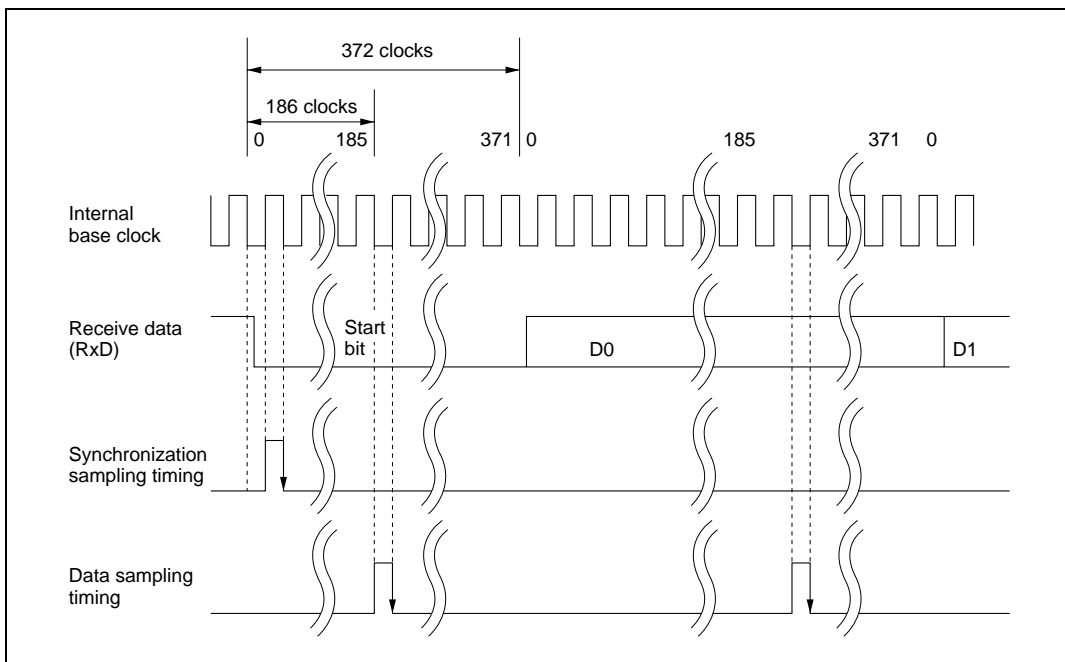 372 clocks
186 clocks
0 185 371 0 185 371 0
Internal
base clock
Receive data
(RxD)
Start
bit
D0
D1
Synchronization
sampling timing
Data sampling
timing